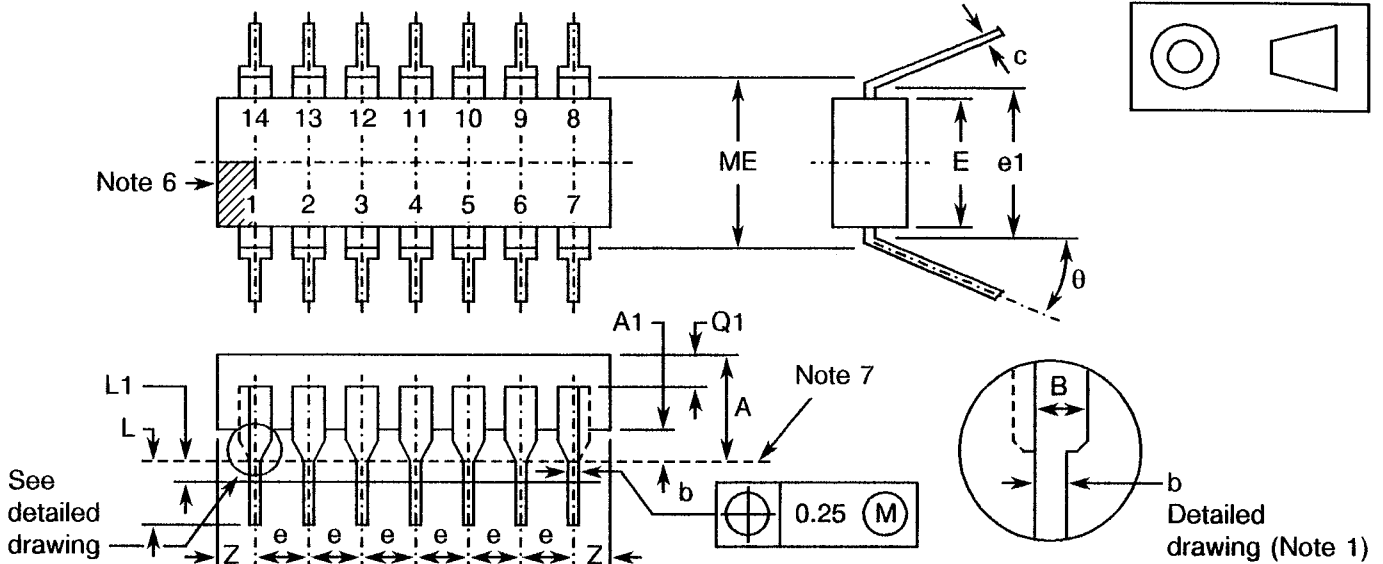 c
14 13 12 11 10 9 8
ME
E
e1
Note 6
1 2 3 4 5 6 7
θ
A1
Q1
L1
Note 7
A
B
L
b
See
detailed
drawing
0.25 M
b
Detailed
drawing (Note 1)
Z e e e e e e Z